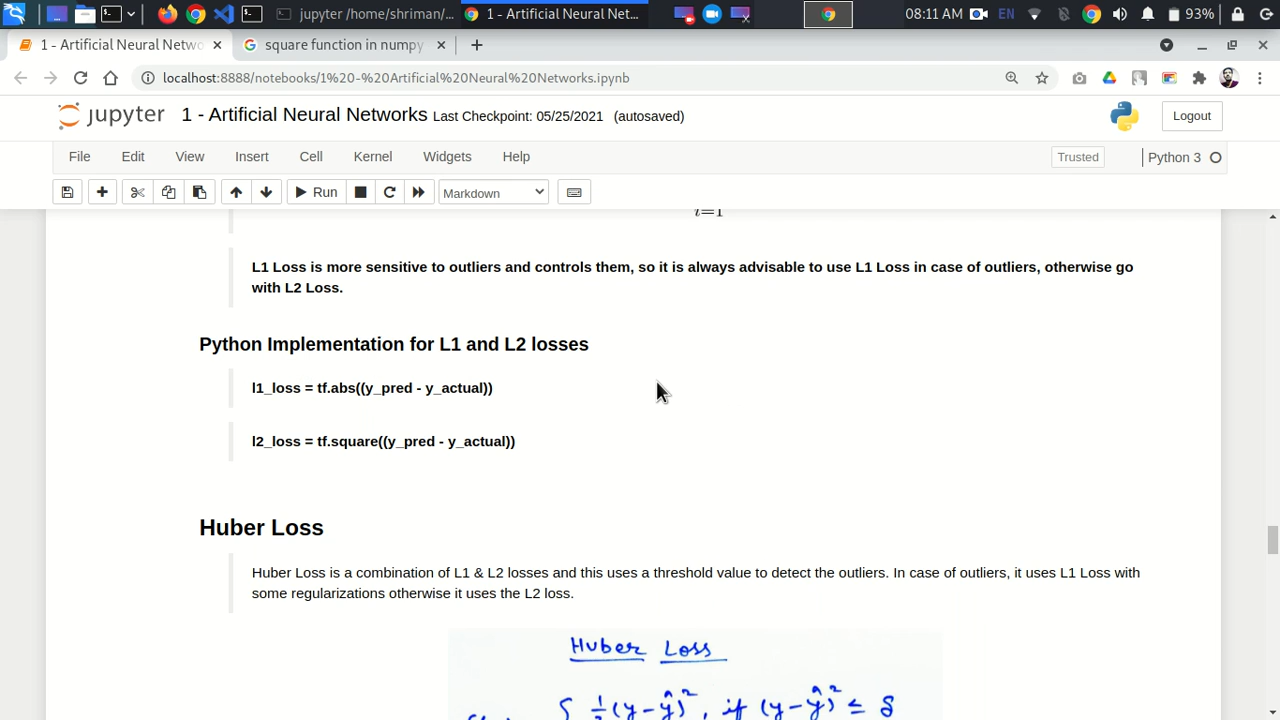 jupyter /home/shriman/...
1 - Artificial Neural Net...
08:11 AM
EN
93%
1 - Artificial Neural Netwo
square function in numpy
localhost:8888/notebooks/1%20-%20Artificial%20Neural%20Networks.ipynb
jupyter 1 - Artificial Neural Networks Last Checkpoint: 05/25/2021 (autosaved)
Logout
File Edit View Insert Cell Kernel Widgets Help
Trusted
Python 3
Run
Markdown
i=1
L1 Loss is more sensitive to outliers and controls them, so it is always advisable to use L1 Loss in case of outliers, otherwise go
with L2 Loss.
Python Implementation for L1 and L2 losses
l1_loss = tf.abs((y_pred - y_actual))
l2_loss = tf.square((y_pred - y_actual))
Huber Loss
Huber Loss is a combination of L1 & L2 losses and this uses a threshold value to detect the outliers. In case of outliers, it uses L1 Loss with
some regularizations otherwise it uses the L2 loss.
Huber Loss
(y-ŷ)², if (y-ŷ)² ≤ δ